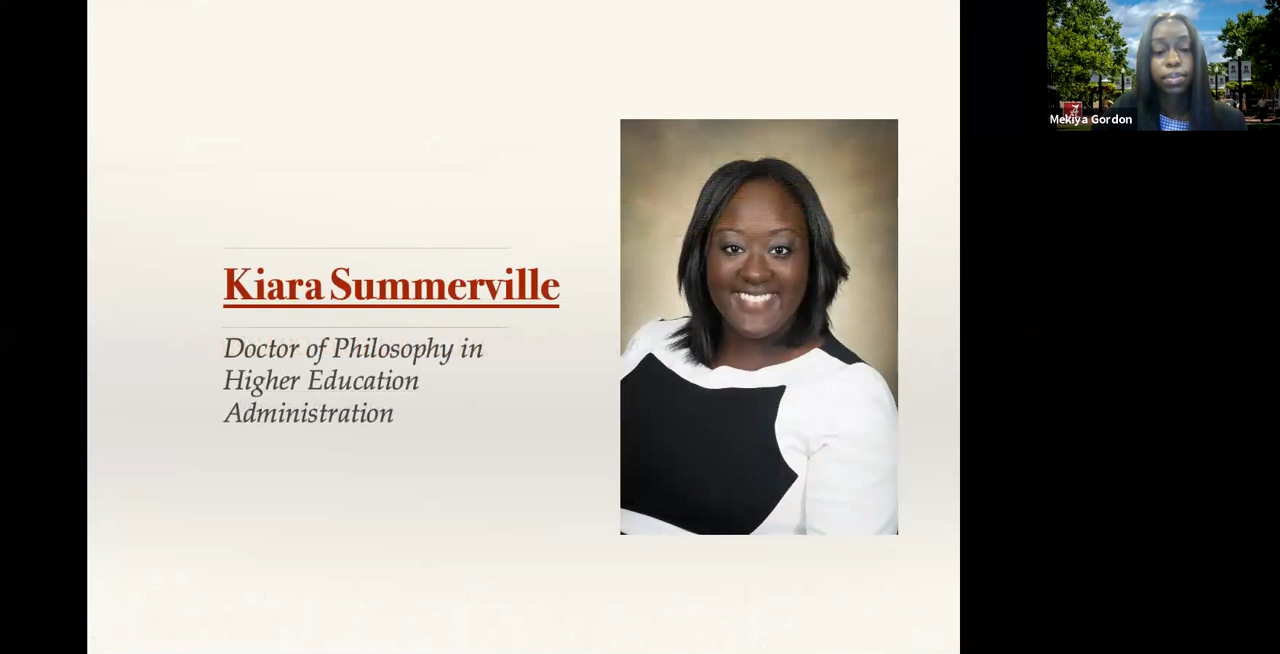 Kiara Summerville
Doctor of Philosophy in
Higher Education
Administration
Mekiya Gordon